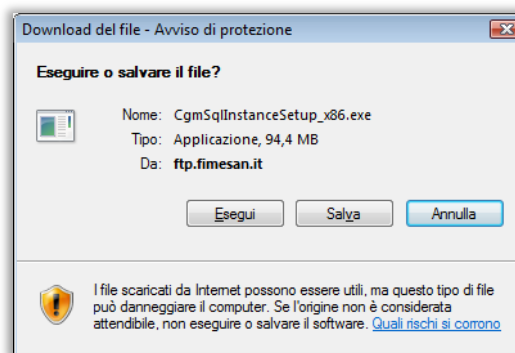 Download del file - Avviso di protezione
Eseguire o salvare il file?
Nome: CgmSqlInstanceSetup_x86.exe
Tipo: Applicazione, 94,4 MB
Da: ftp.fimesan.it
Esegui Salva Annulla
I file scaricati da Internet possono essere utili, ma questo tipo di file
può danneggiare il computer. Se l'origine non è considerata
attendibile, non eseguire o salvare il software. Quali rischi si corrono